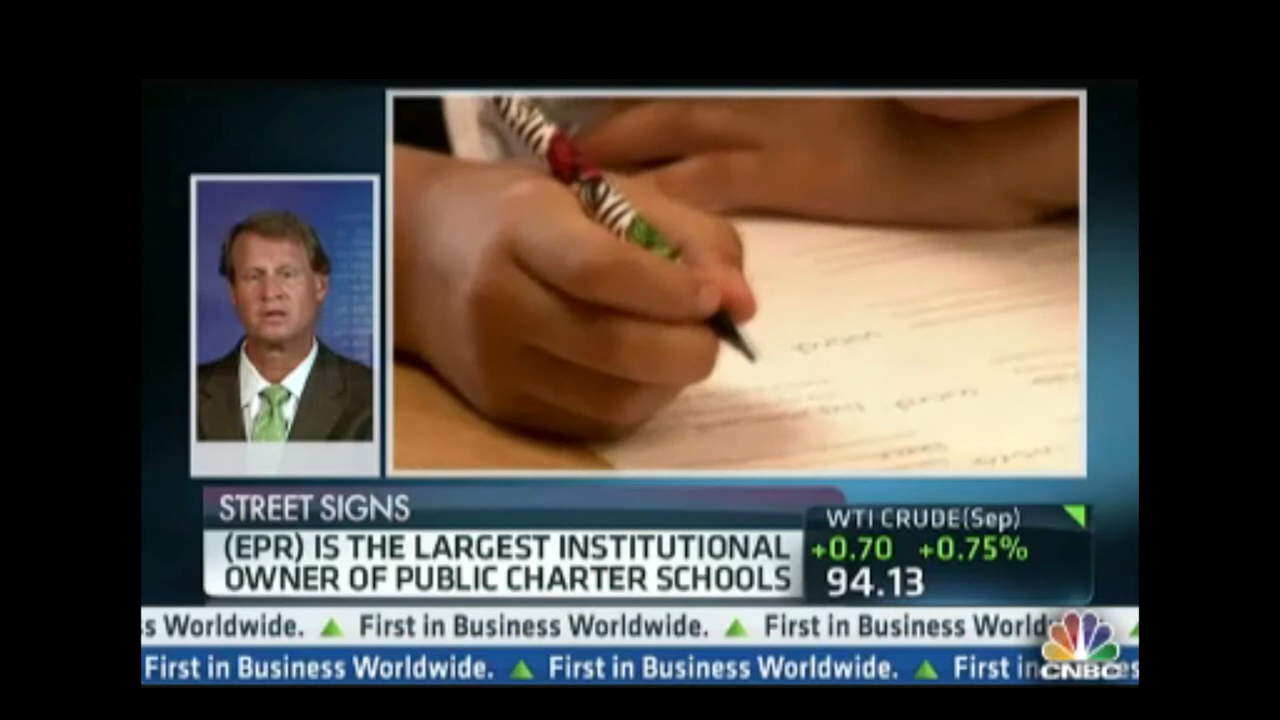 STREET SIGNS
(EPR) IS THE LARGEST INSTITUTIONAL
OWNER OF PUBLIC CHARTER SCHOOLS
WTI CRUDE(Sep)
+0.70 +0.75%
94.13
s Worldwide. ▲ First in Business Worldwide. ▲ First in Business World
First in Business Worldwide. ▲ First in Business Worldwide. ▲ First in
CNBC